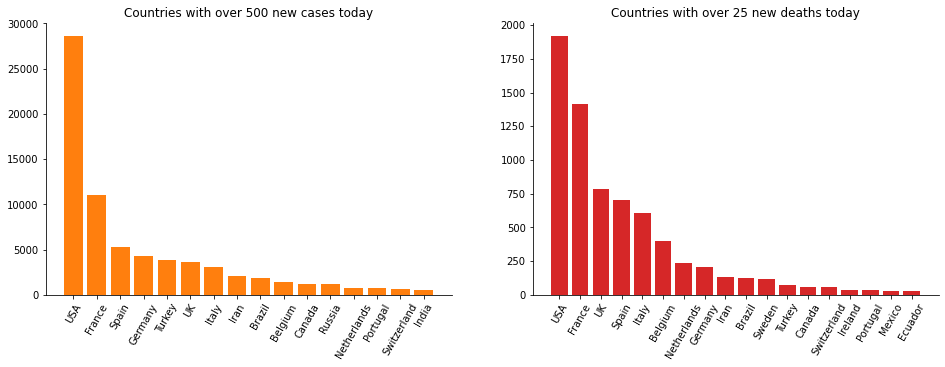 Countries with over 500 new cases today
30000
25000
20000
15000
10000
5000
0
USA
France
Spain
Germany
Turkey
UK
Italy
Iran
Brazil
Belgium
Canada
Russia
Netherlands
Portugal
Switzerland
India
Countries with over 25 new deaths today
2000
1750
1500
1250
1000
750
500
250
0
USA
France
UK
Spain
Italy
Belgium
Netherlands
Germany
Iran
Brazil
Sweden
Turkey
Canada
Switzerland
Ireland
Portugal
Mexico
Ecuador